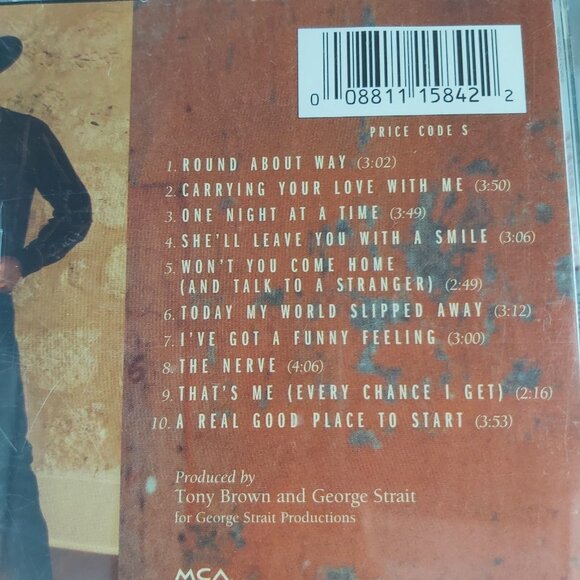 0 08811 15842 2
PRICE CODE S
1. ROUND ABOUT WAY (3:02)
2. CARRYING YOUR LOVE WITH ME (3:50)
3. ONE NIGHT AT A TIME (3:49)
4. SHE'LL LEAVE YOU WITH A SMILE (3:06)
5. WON'T YOU COME HOME
(AND TALK TO A STRANGER) (2:49)
6. TODAY MY WORLD SLIPPED AWAY (3:12)
7. I'VE GOT A FUNNY FEELING (3:00)
8. THE NERVE (4:06)
9. THAT'S ME (EVERY CHANCE I GET) (2:16)
10. A REAL GOOD PLACE TO START (3:53)
Produced by
Tony Brown and George Strait
for George Strait Productions
MCA